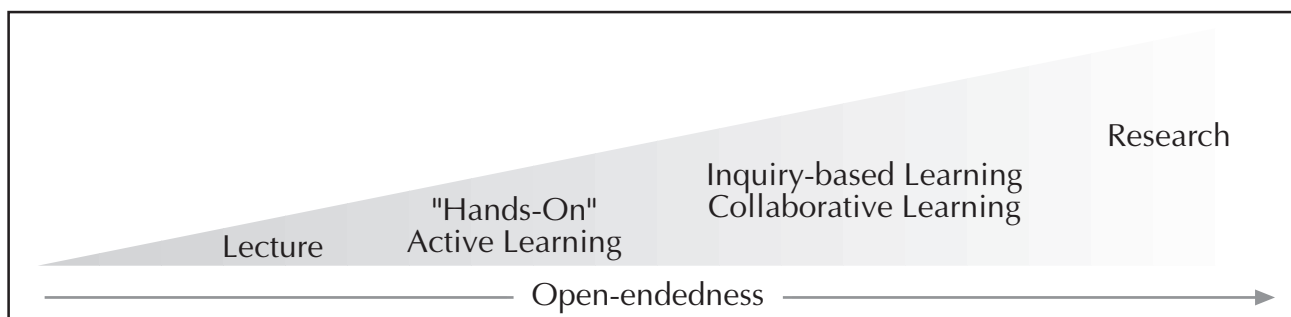 Research
Inquiry-based Learning
Collaborative Learning
"Hands-On"
Active Learning
Lecture
Open-endedness